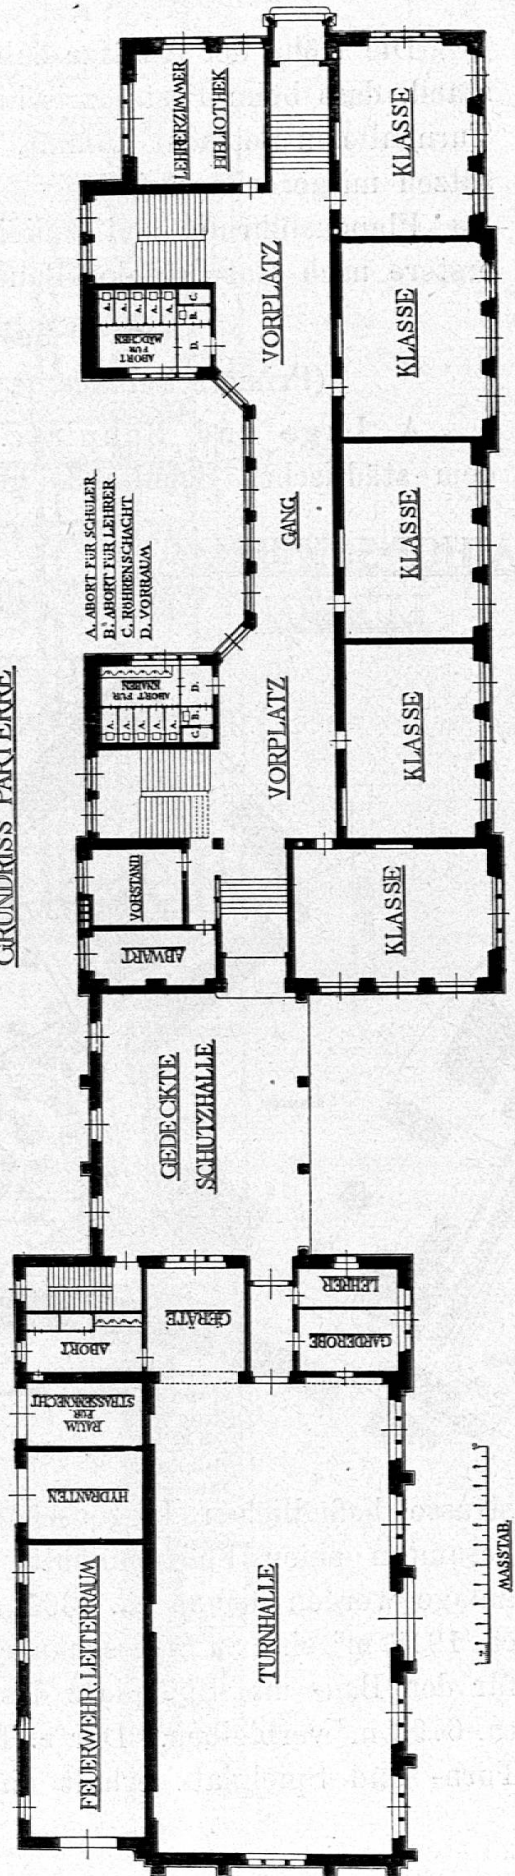 GRUNDRISS PARTERRE
LEHRERZIMMER
BIBLIOTHEK
KLASSE
VORPLATZ
A. A. A. A. A.
C.
B.
D.
ABORT
FÜR
MÄDCHEN
KLASSE
GANG
A. ABORT FÜR SCHÜLER
B. ABORT FÜR LEHRER
C. RÖHRENSCHACHT
D. VORRAUM
KLASSE
ABORT FÜR
KNABEN
D.
A. A. A. A. A.
B.
C.
VORPLATZ
KLASSE
VORSTAND
ABWART
KLASSE
GEDECKTE
SCHUTZHALLE
ABORT
GERÄTE
LEHRER
GARDEROBE
RAUM
FÜR
STRASSENKNECHT
HYDRANTEN
FEUERWEHR. LEITERRAUM
TURNHALLE
MASSTAB